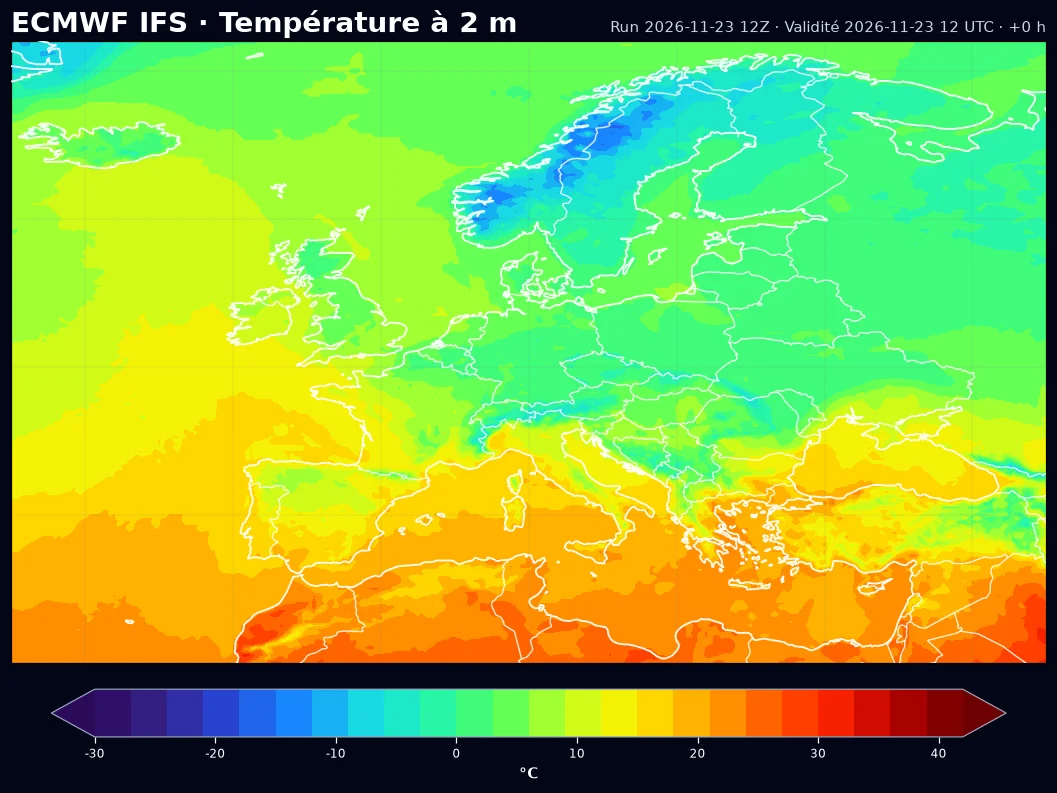 ECMWF IFS · Température à 2 m
Run 2026-11-23 12Z · Validité 2026-11-23 12 UTC · +0 h
-30 -20 -10 0 10 20 30 40
°C